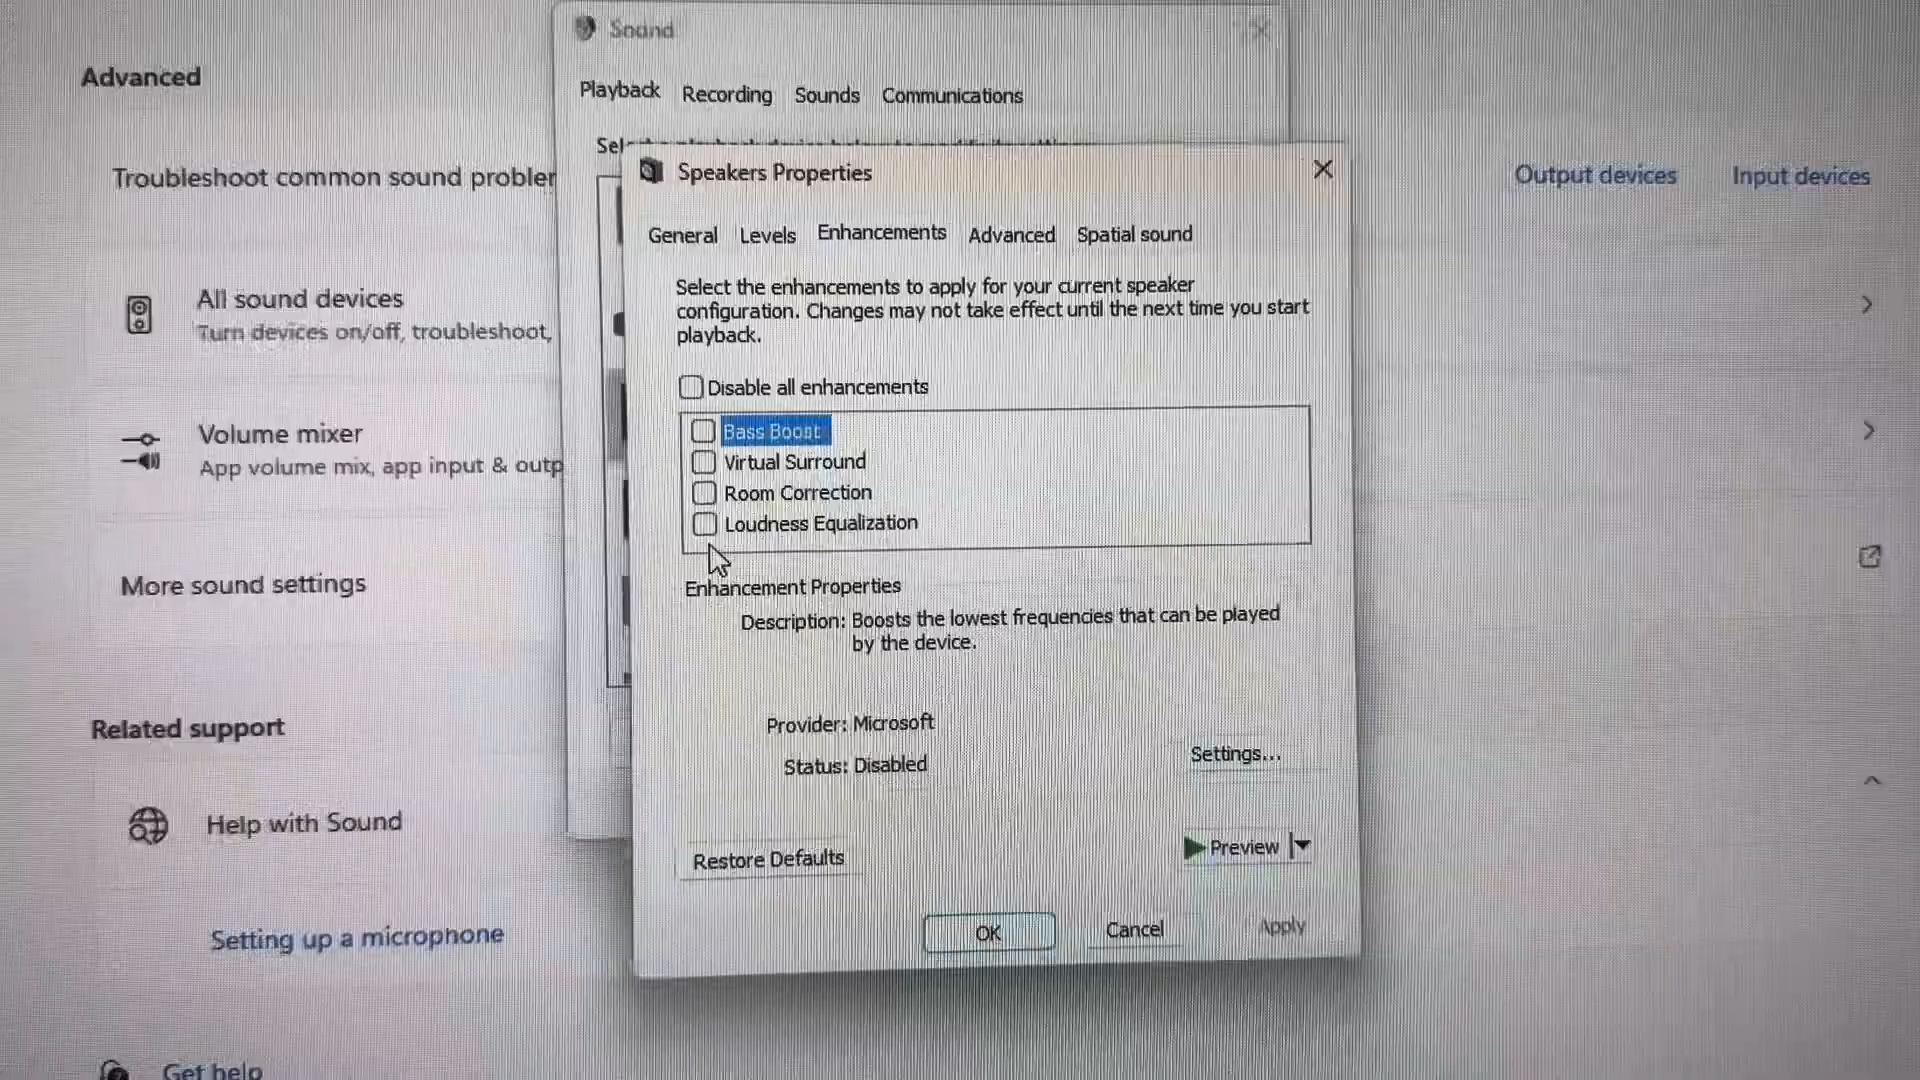 Sound
Playback Recording Sounds Communications
Speakers Properties
General Levels Enhancements Advanced Spatial sound
Select the enhancements to apply for your current speaker
configuration. Changes may not take effect until the next time you start
playback.
Disable all enhancements
Bass Boost
Virtual Surround
Room Correction
Loudness Equalization
Enhancement Properties
Description: Boosts the lowest frequencies that can be played
by the device.
Provider: Microsoft
Status: Disabled
Settings...
Restore Defaults
Preview
OK
Cancel
Apply
Advanced
Troubleshoot common sound
Output devices
Input devices
All sound devices
Turn devices on/off, troubleshoot,
Volume mixer
App volume mix, app input & outp
More sound settings
Related support
Help with Sound
Setting up a microphone
Get help